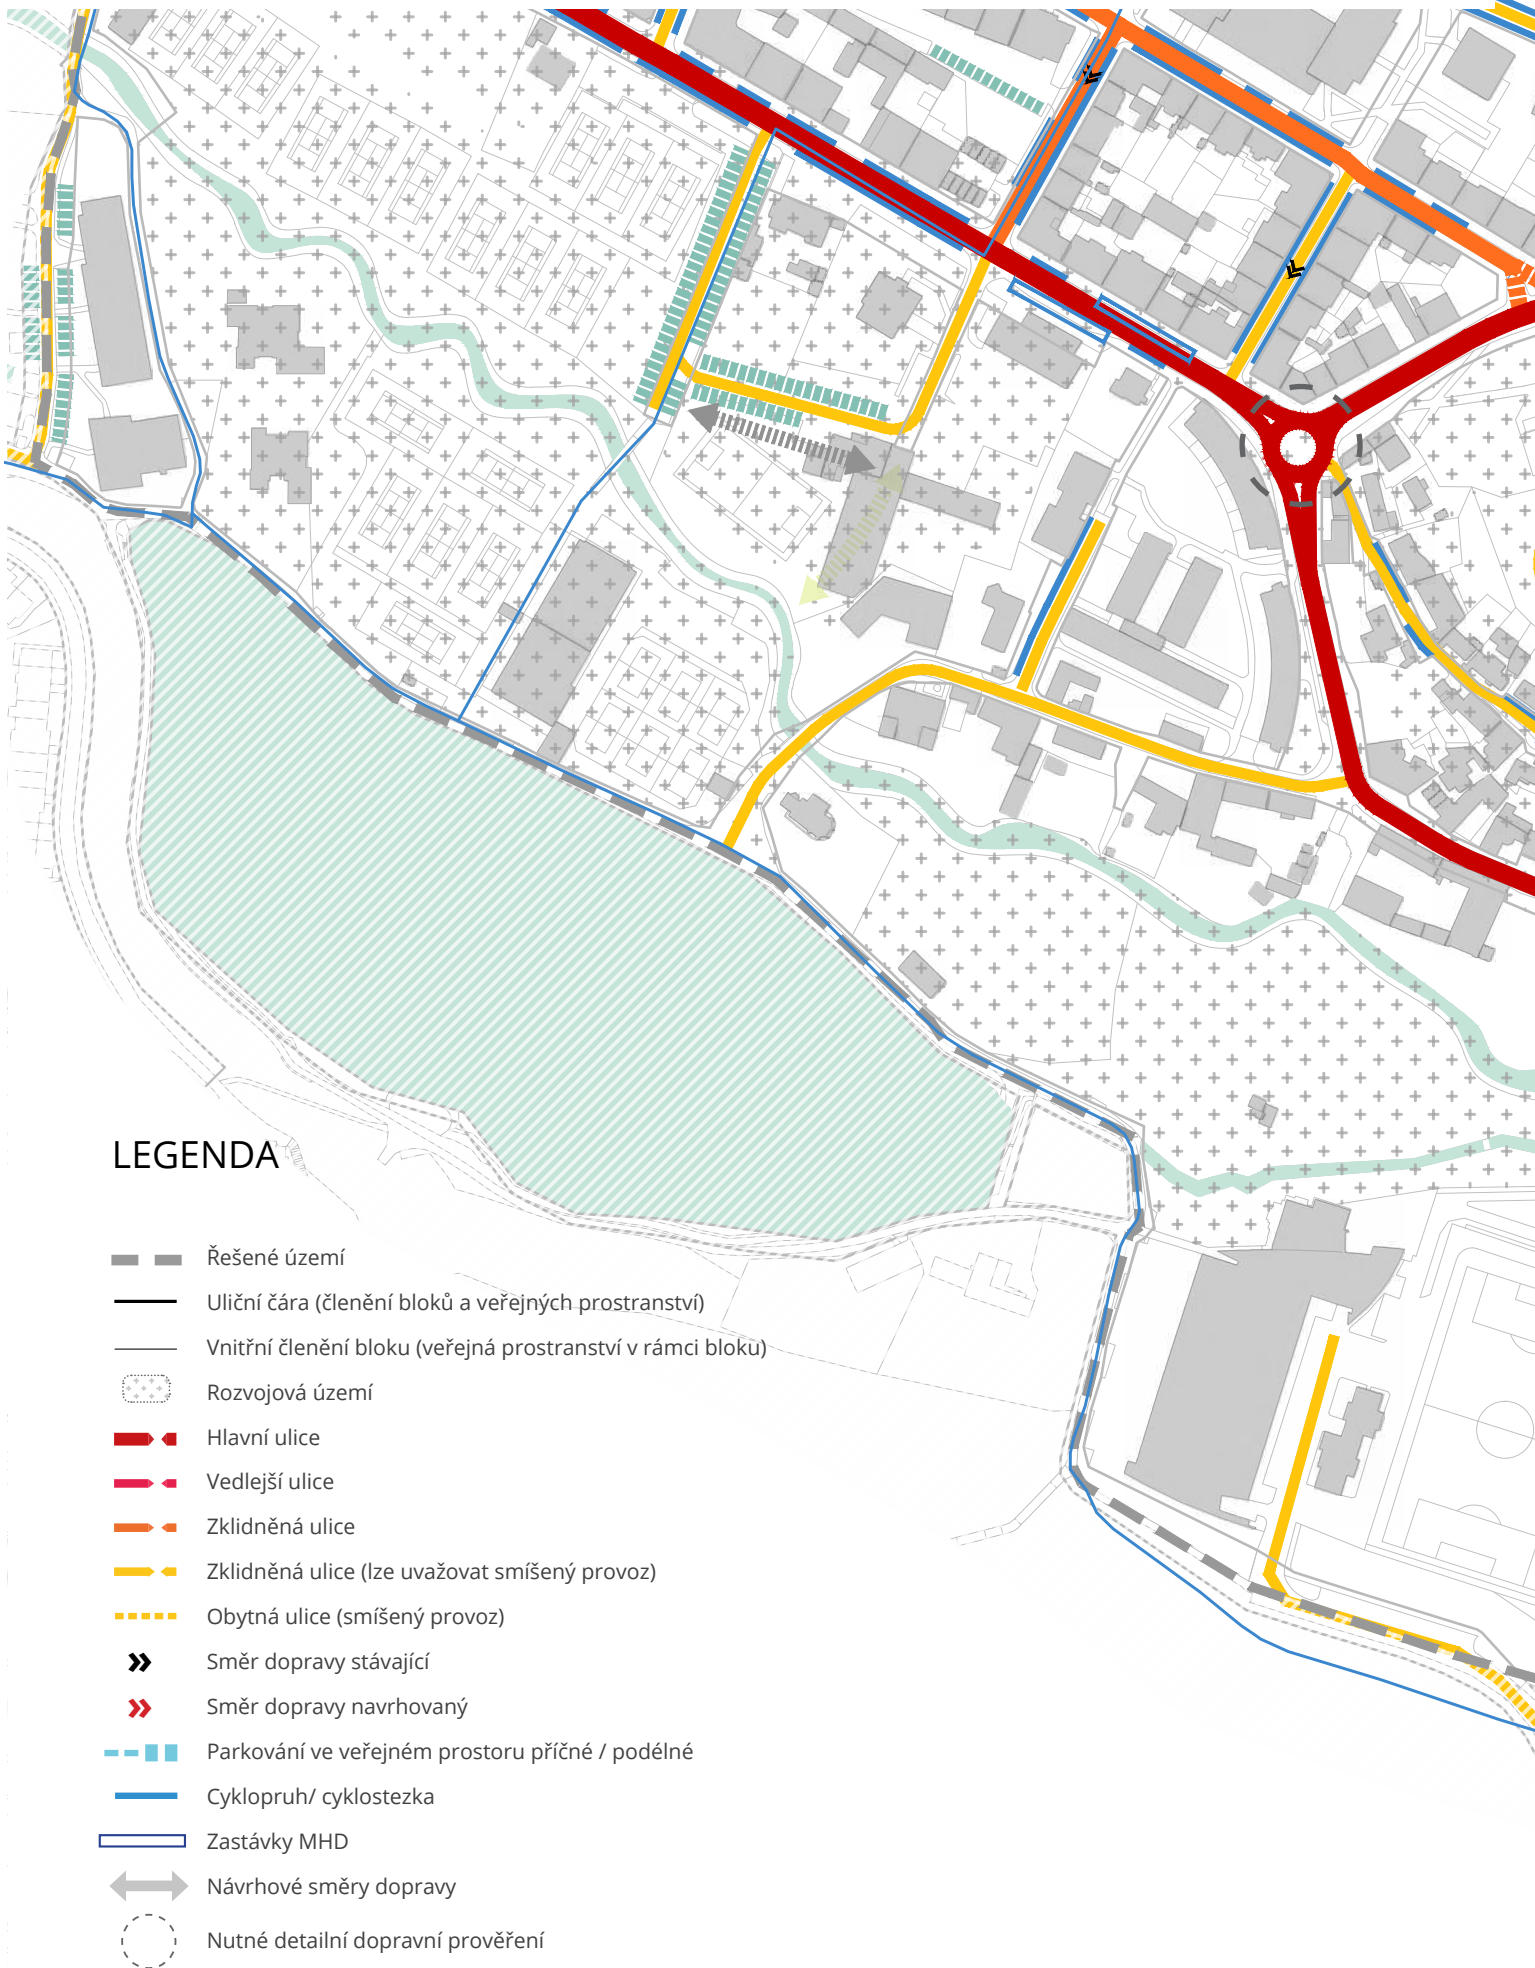 LEGENDA
Řešené území
Uliční čára (členění bloků a veřejných prostranství)
Vnitřní členění bloku (veřejná prostranství v rámci bloku)
Rozvojová území
Hlavní ulice
Vedlejší ulice
Zklidněná ulice
Zklidněná ulice (lze uvažovat smíšený provoz)
Obytná ulice (smíšený provoz)
Směr dopravy stávající
Směr dopravy navrhovaný
Parkování ve veřejném prostoru příčné / podélné
Cyklopruh/ cyklostezka
Zastávky MHD
Návrhové směry dopravy
Nutné detailní dopravní prověření